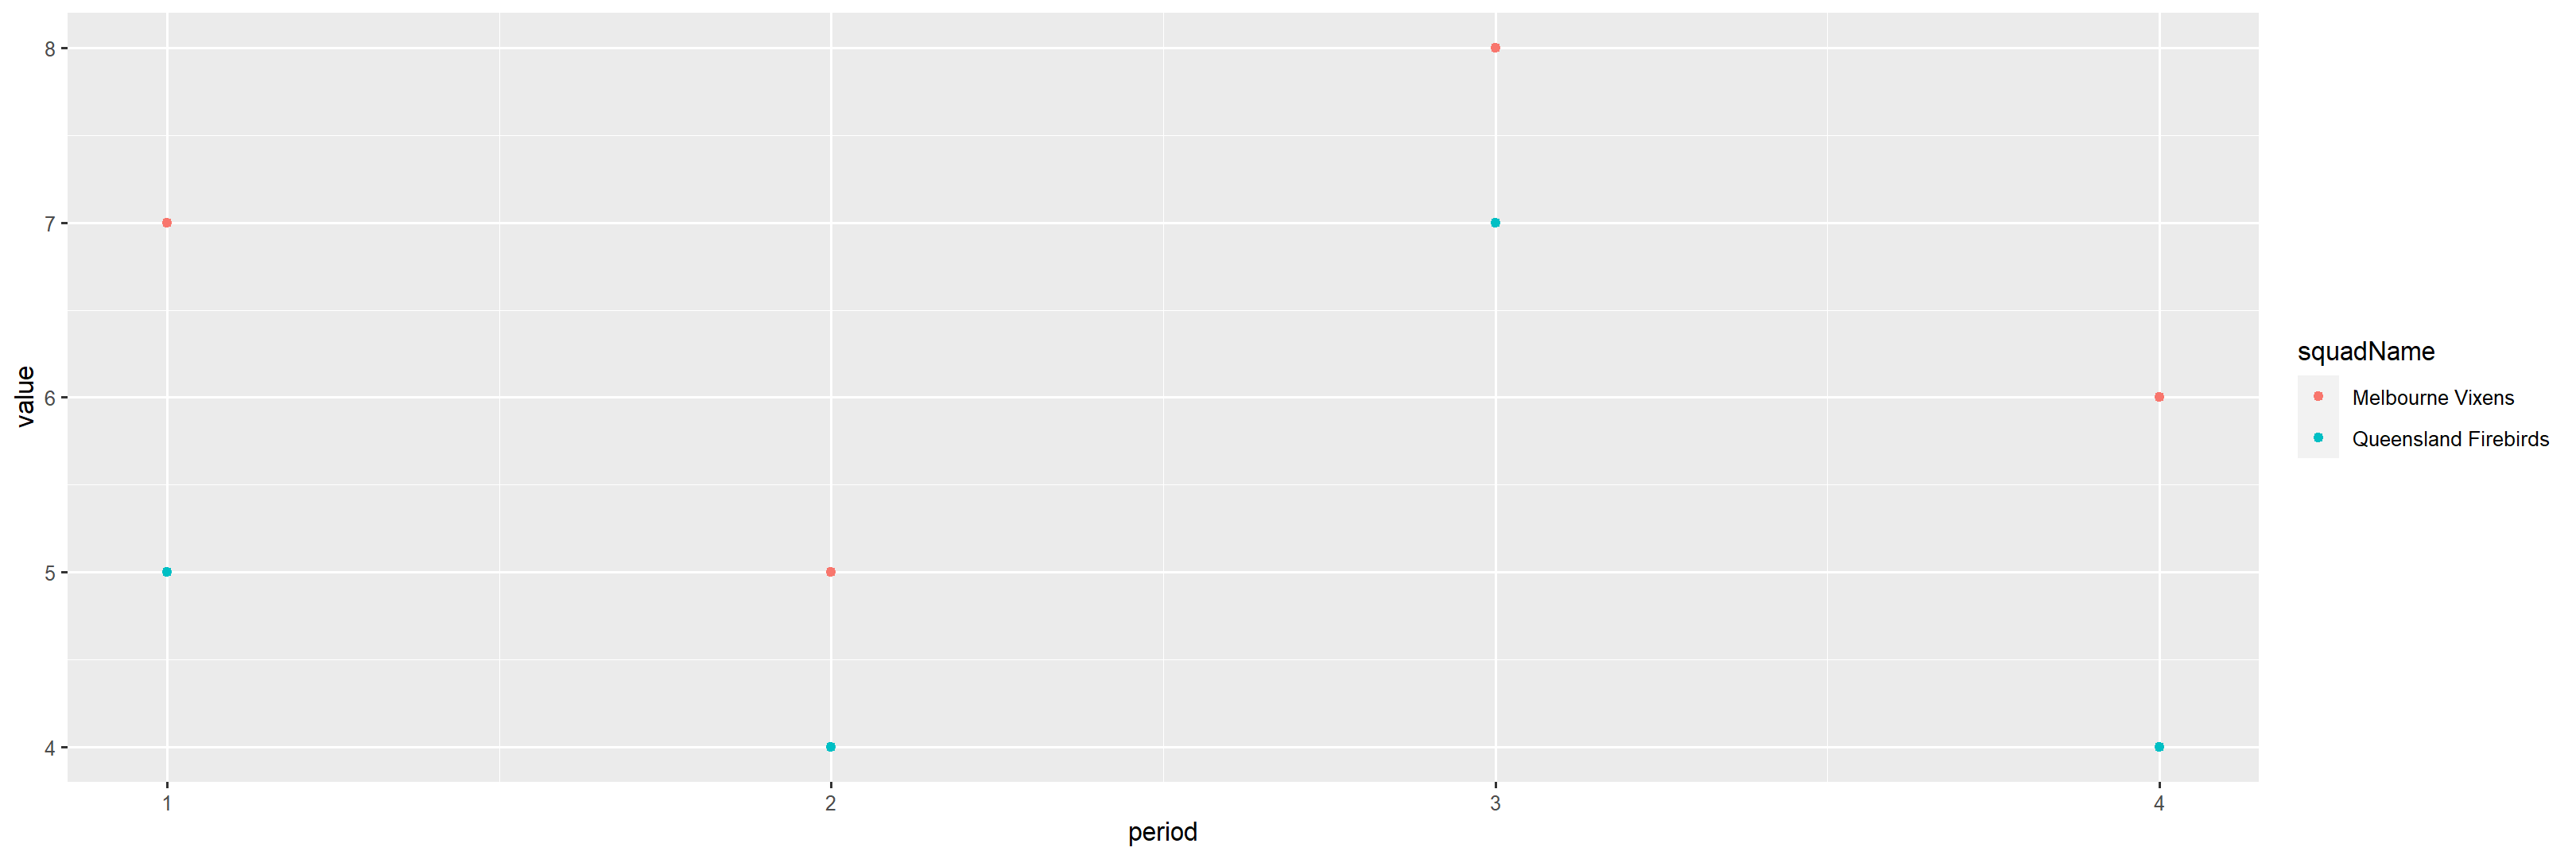 8
7
6
5
4
value
1 2 3 4
period
squadName
Melbourne Vixens
Queensland Firebirds